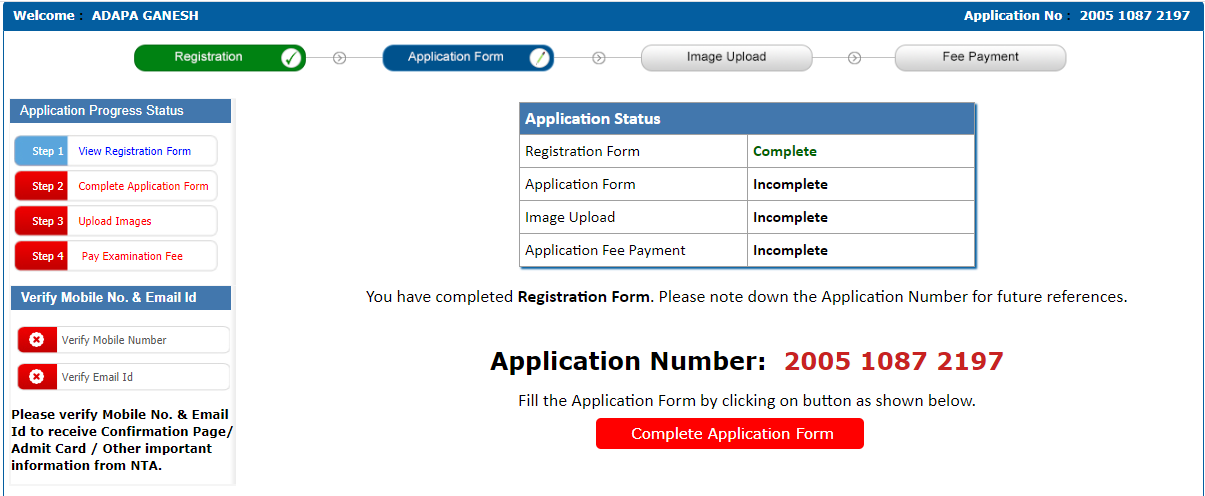 Welcome : ADAPA GANESH
Application No : 2005 1087 2197
Registration
Application Form
Image Upload
Fee Payment
Application Progress Status
Step 1 View Registration Form
Step 2 Complete Application Form
Step 3 Upload Images
Step 4 Pay Examination Fee
Verify Mobile No. & Email Id
Verify Mobile Number
Verify Email Id
Please verify Mobile No. & Email
Id to receive Confirmation Page/
Admit Card / Other important
information from NTA.
Application Status
Registration Form Complete
Application Form Incomplete
Image Upload Incomplete
Application Fee Payment Incomplete
You have completed Registration Form. Please note down the Application Number for future references.
Application Number: 2005 1087 2197
Fill the Application Form by clicking on button as shown below.
Complete Application Form